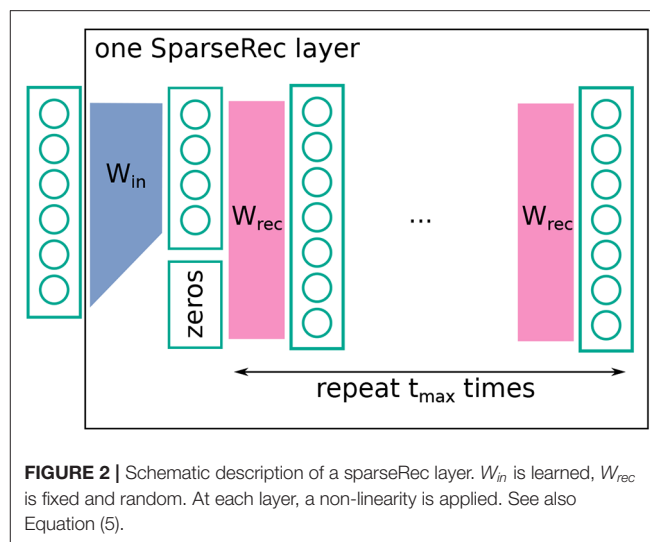 one SparseRec layer
W_in
zeros
W_rec
...
W_rec
repeat t_max times
FIGURE 2 | Schematic description of a sparseRec layer. W_in is learned, W_rec
is fixed and random. At each layer, a non-linearity is applied. See also
Equation (5).